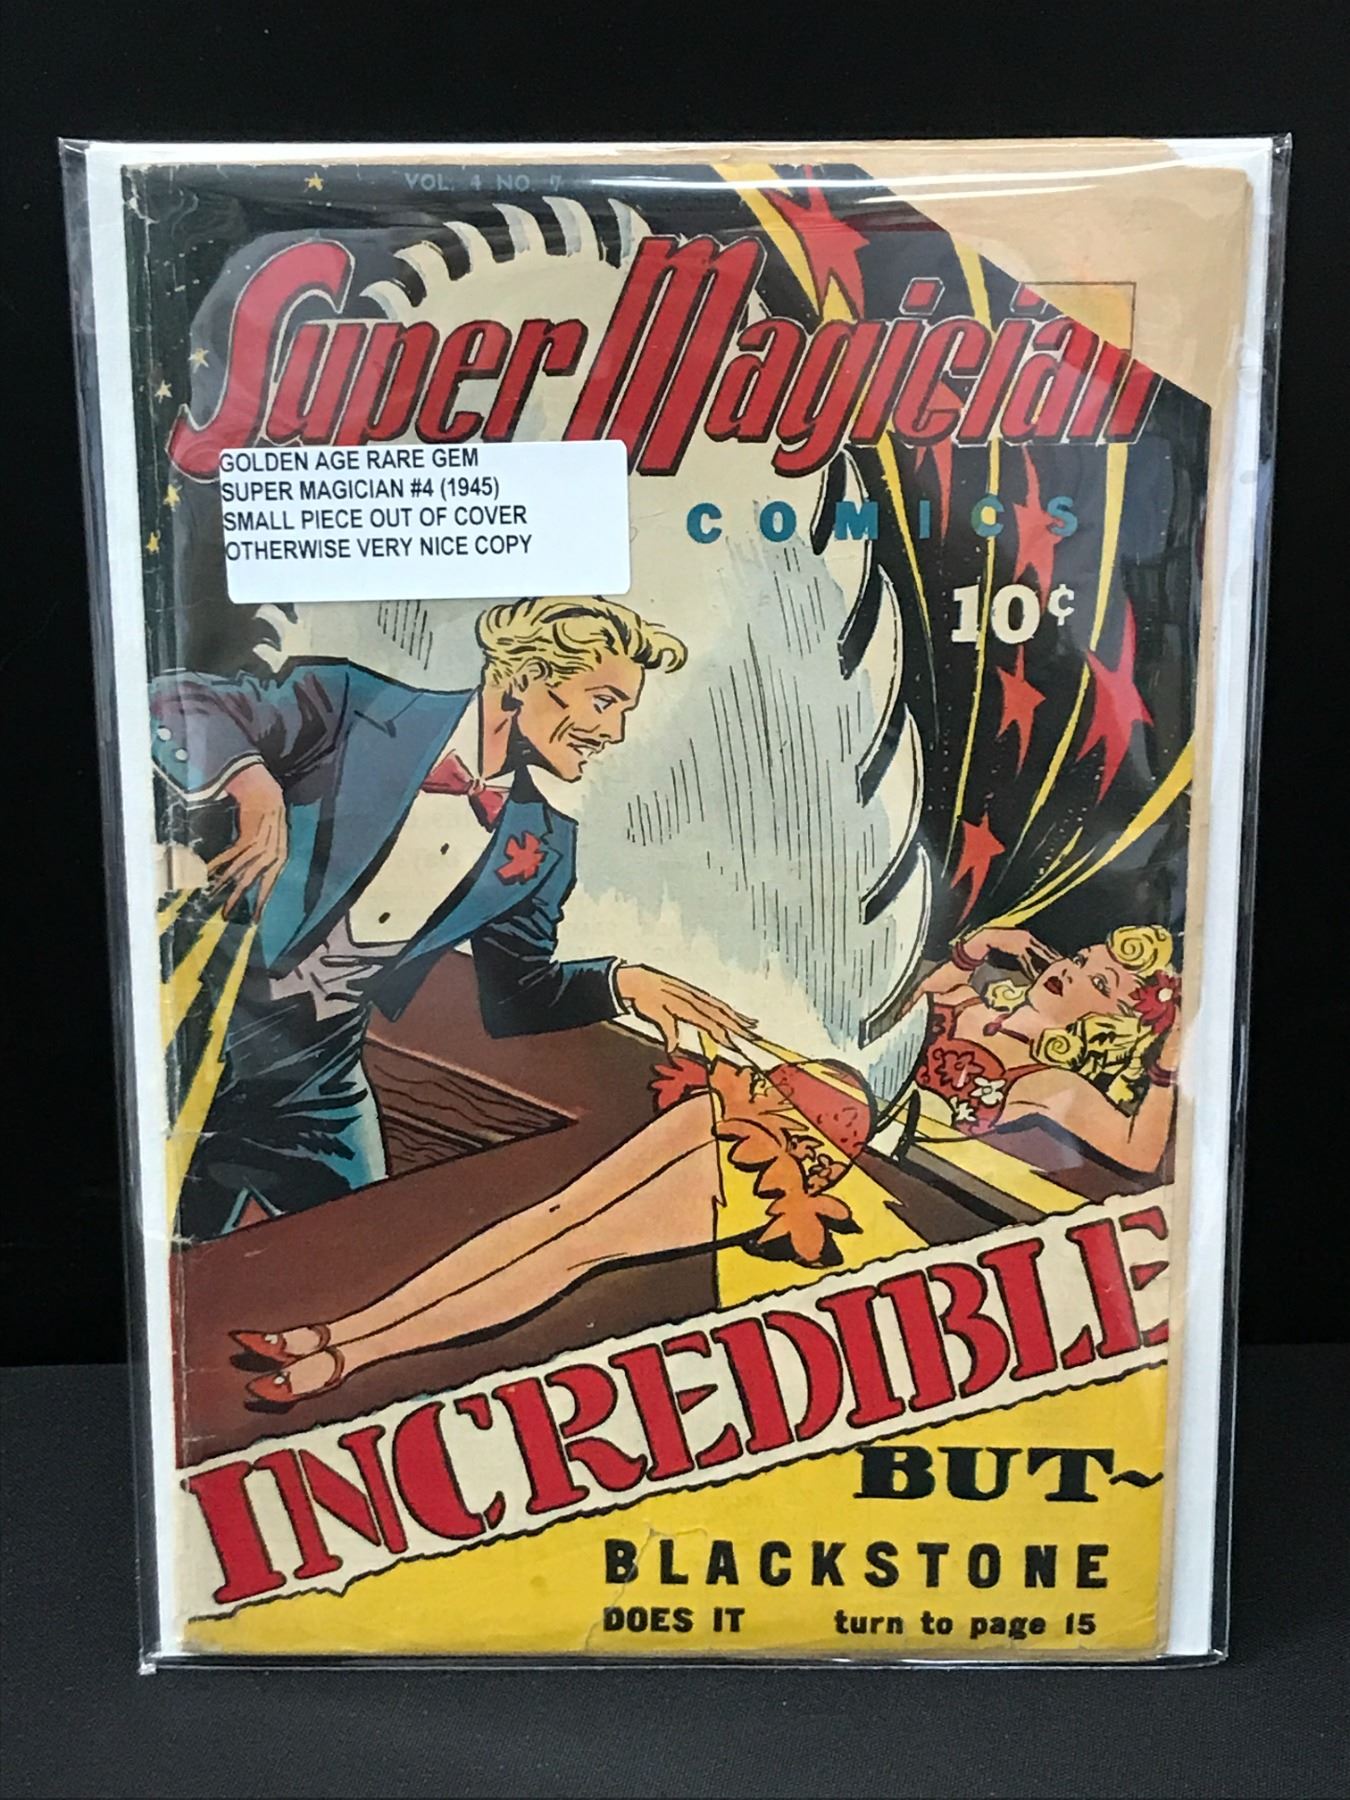 VOL. 4 NO. 7
Super Magician
COMICS
10¢
GOLDEN AGE RARE GEM
SUPER MAGICIAN #4 (1945)
SMALL PIECE OUT OF COVER
OTHERWISE VERY NICE COPY
INCREDIBLE
BUT~
BLACKSTONE
DOES IT turn to page 15